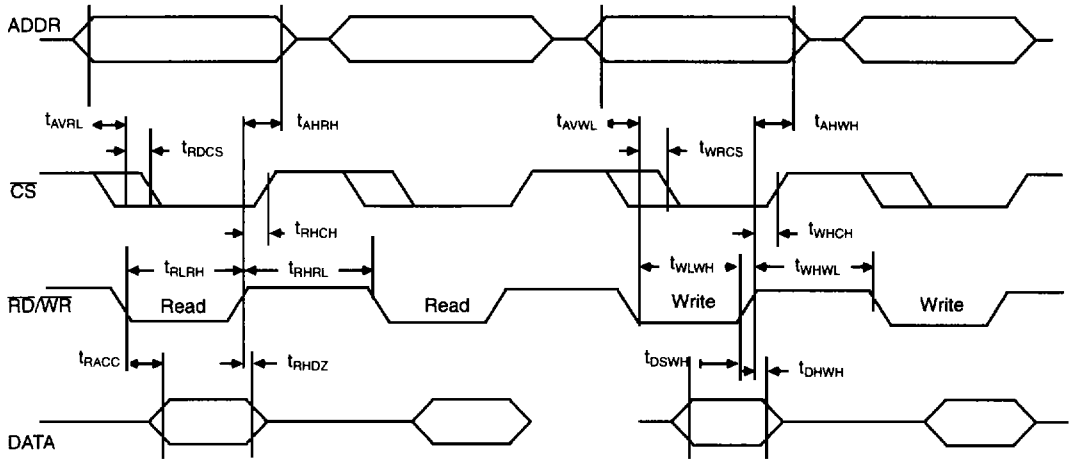 ADDR
tAVRL tAHRH tAVWL tAHWH
tRDCS tWRCS
CS
tRHCH tWHCH
tRLRH tRHRL tWLWH tWHWL
RD/WR Read Read Write Write
tRACC tRHDZ tDSWH tDHWH
DATA